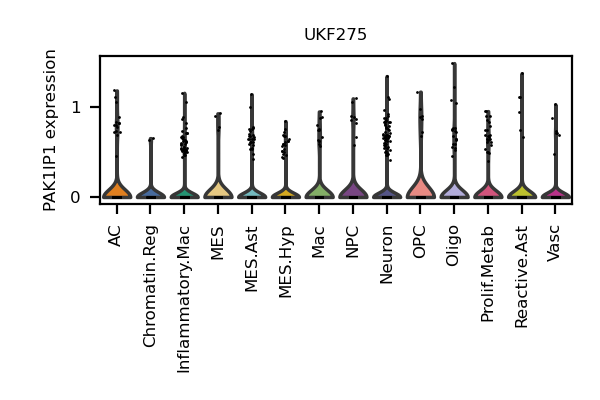 UKF275
PAK1IP1 expression
1
0
AC
Chromatin.Reg
Inflammatory.Mac
MES
MES.Ast
MES.Hyp
Mac
NPC
Neuron
OPC
Oligo
Prolif.Metab
Reactive.Ast
Vasc